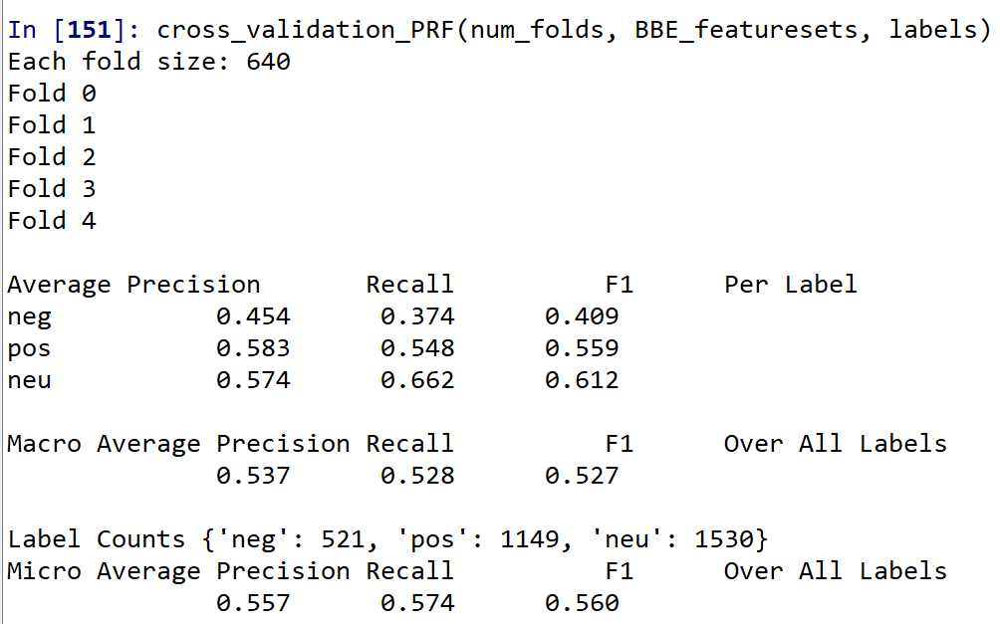 In [151]: cross_validation_PRF(num_folds, BBE_featuresets, labels)
Each fold size: 640
Fold 0
Fold 1
Fold 2
Fold 3
Fold 4
Average Precision Recall F1 Per Label
neg 0.454 0.374 0.409
pos 0.583 0.548 0.559
neu 0.574 0.662 0.612
Macro Average Precision Recall F1 Over All Labels
0.537 0.528 0.527
Label Counts {'neg': 521, 'pos': 1149, 'neu': 1530}
Micro Average Precision Recall F1 Over All Labels
0.557 0.574 0.560